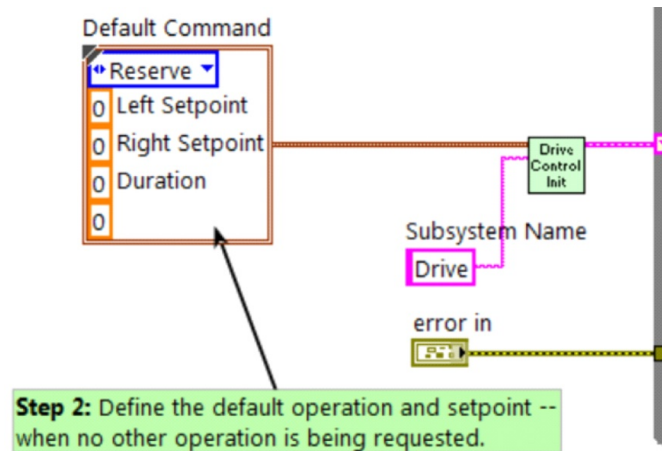 Default Command
Reserve
0 Left Setpoint
0 Right Setpoint
0 Duration
0
Drive
Control
Init
Subsystem Name
Drive
error in
Step 2: Define the default operation and setpoint --
when no other operation is being requested.